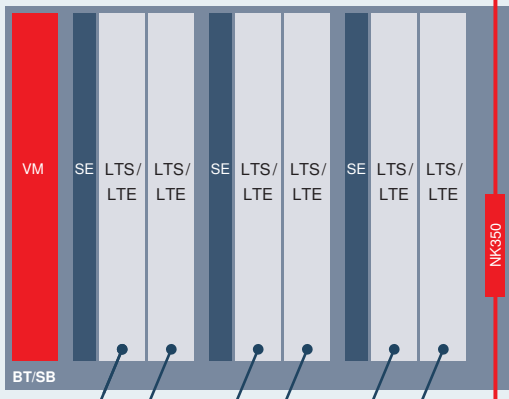 VM SE LTS/ LTS/ SE LTS/ LTS/ SE LTS/ LTS/
LTE LTE LTE LTE LTE LTE
NK350
BT/SB